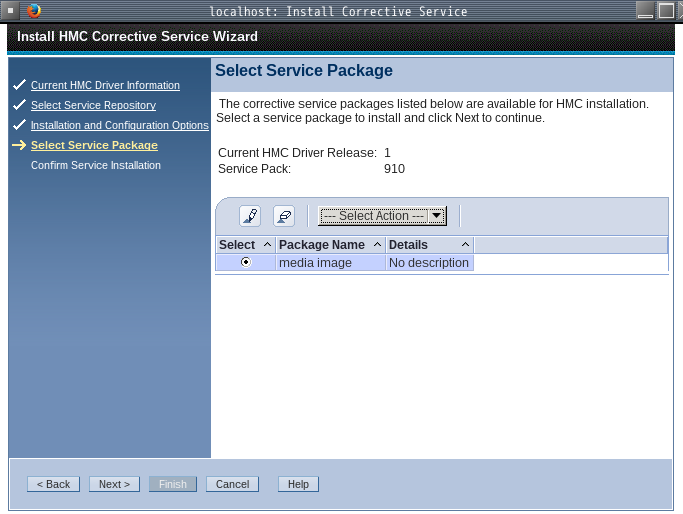 localhost: Install Corrective Service
Install HMC Corrective Service Wizard
Current HMC Driver Information
Select Service Repository
Installation and Configuration Options
Select Service Package
Confirm Service Installation
Select Service Package
The corrective service packages listed below are available for HMC installation.
Select a service package to install and click Next to continue.
Current HMC Driver Release: 1
Service Pack: 910
--- Select Action ---
Select Package Name Details
media image No description
< Back Next > Finish Cancel Help